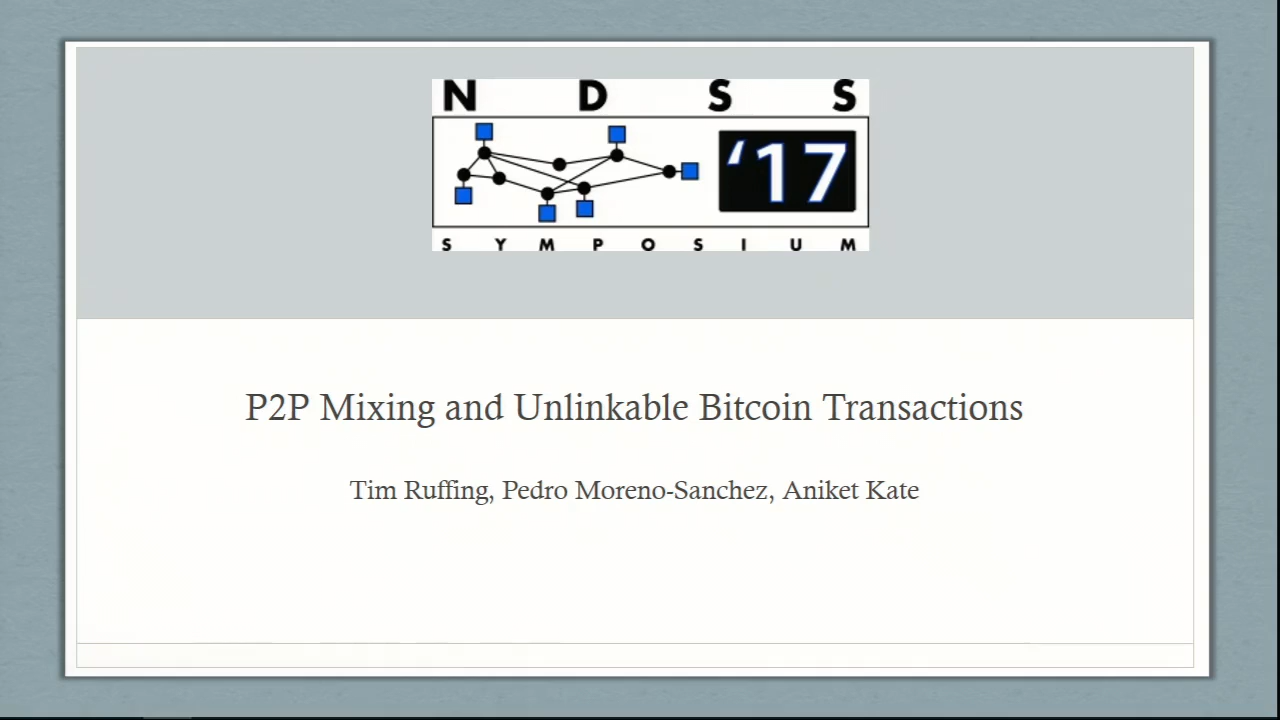 N D S S
‘17
S Y M P O S I U M
P2P Mixing and Unlinkable Bitcoin Transactions
Tim Ruffing, Pedro Moreno-Sanchez, Aniket Kate